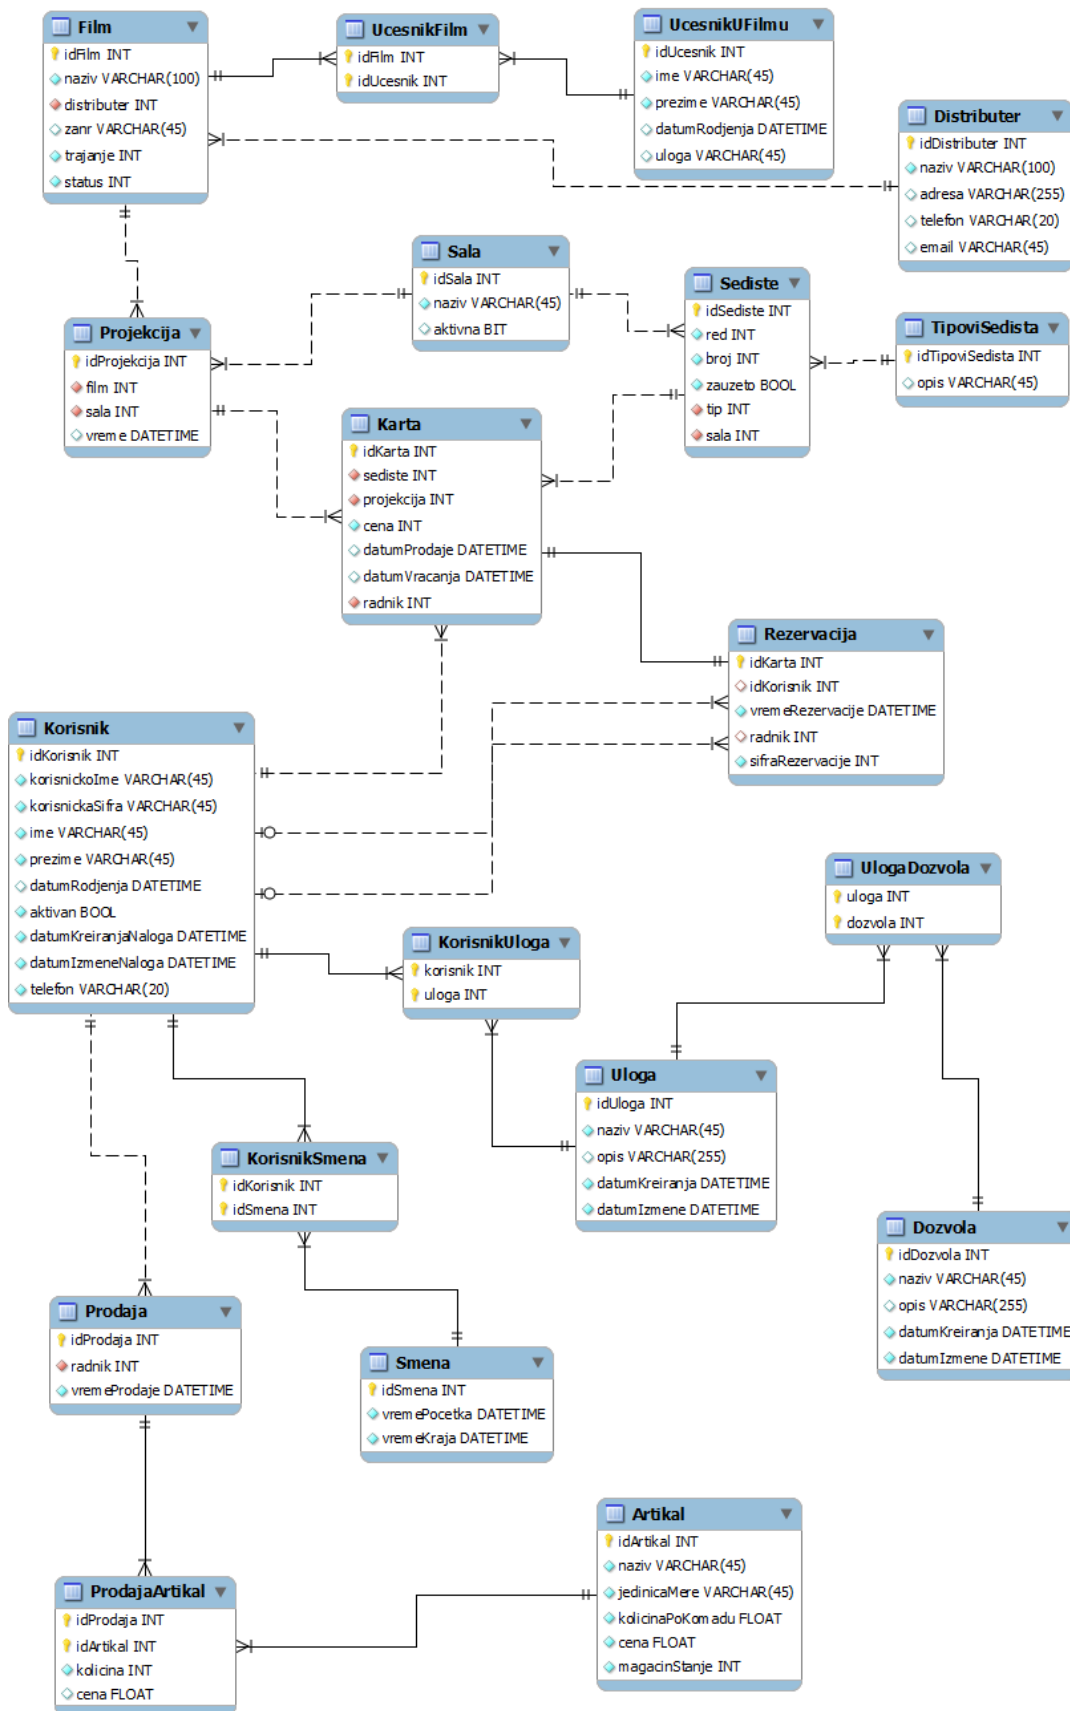 Film
idFilm INT
naziv VARCHAR(100)
distributer INT
zanr VARCHAR(45)
trajanje INT
status INT
UcesnikFilm
idFilm INT
idUcesnik INT
UcesnikUFilmu
idUcesnik INT
ime VARCHAR(45)
prezime VARCHAR(45)
datumRodjenja DATETIME
uloga VARCHAR(45)
Distributer
idDistributer INT
naziv VARCHAR(100)
adresa VARCHAR(255)
telefon VARCHAR(20)
email VARCHAR(45)
Sala
idSala INT
naziv VARCHAR(45)
aktivna BIT
Sediste
idSediste INT
red INT
broj INT
zauzeto BOOL
tip INT
sala INT
TipoviSedista
idTipoviSedista INT
opis VARCHAR(45)
Projekcija
idProjekcija INT
film INT
sala INT
vreme DATETIME
Karta
idKarta INT
sediste INT
projekcija INT
cena INT
datumProdaje DATETIME
datumVracanja DATETIME
radnik INT
Rezervacija
idKarta INT
idKorisnik INT
vremeRezervacije DATETIME
radnik INT
sifraRezervacije INT
Korisnik
idKorisnik INT
korisnickoIme VARCHAR(45)
korisnickaSifra VARCHAR(45)
ime VARCHAR(45)
prezime VARCHAR(45)
datumRodjenja DATETIME
aktivan BOOL
datumKreiranjaNaloga DATETIME
datumIzmeneNaloga DATETIME
telefon VARCHAR(20)
UlogaDozvola
uloga INT
dozvola INT
KorisnikUloga
korisnik INT
uloga INT
Uloga
idUloga INT
naziv VARCHAR(45)
opis VARCHAR(255)
datumKreiranja DATETIME
datumIzmene DATETIME
KorisnikSmena
idKorisnik INT
idSmena INT
Dozvola
idDozvola INT
naziv VARCHAR(45)
opis VARCHAR(255)
datumKreiranja DATETIME
datumIzmene DATETIME
Prodaja
idProdaja INT
radnik INT
vremeProdaje DATETIME
Smena
idSmena INT
vremePocetka DATETIME
vremeKraja DATETIME
Artikal
idArtikal INT
naziv VARCHAR(45)
jedinicaMere VARCHAR(45)
kolicinaPoKomadu FLOAT
cena FLOAT
magacinStanje INT
ProdajaArtikal
idProdaja INT
idArtikal INT
kolicina INT
cena FLOAT